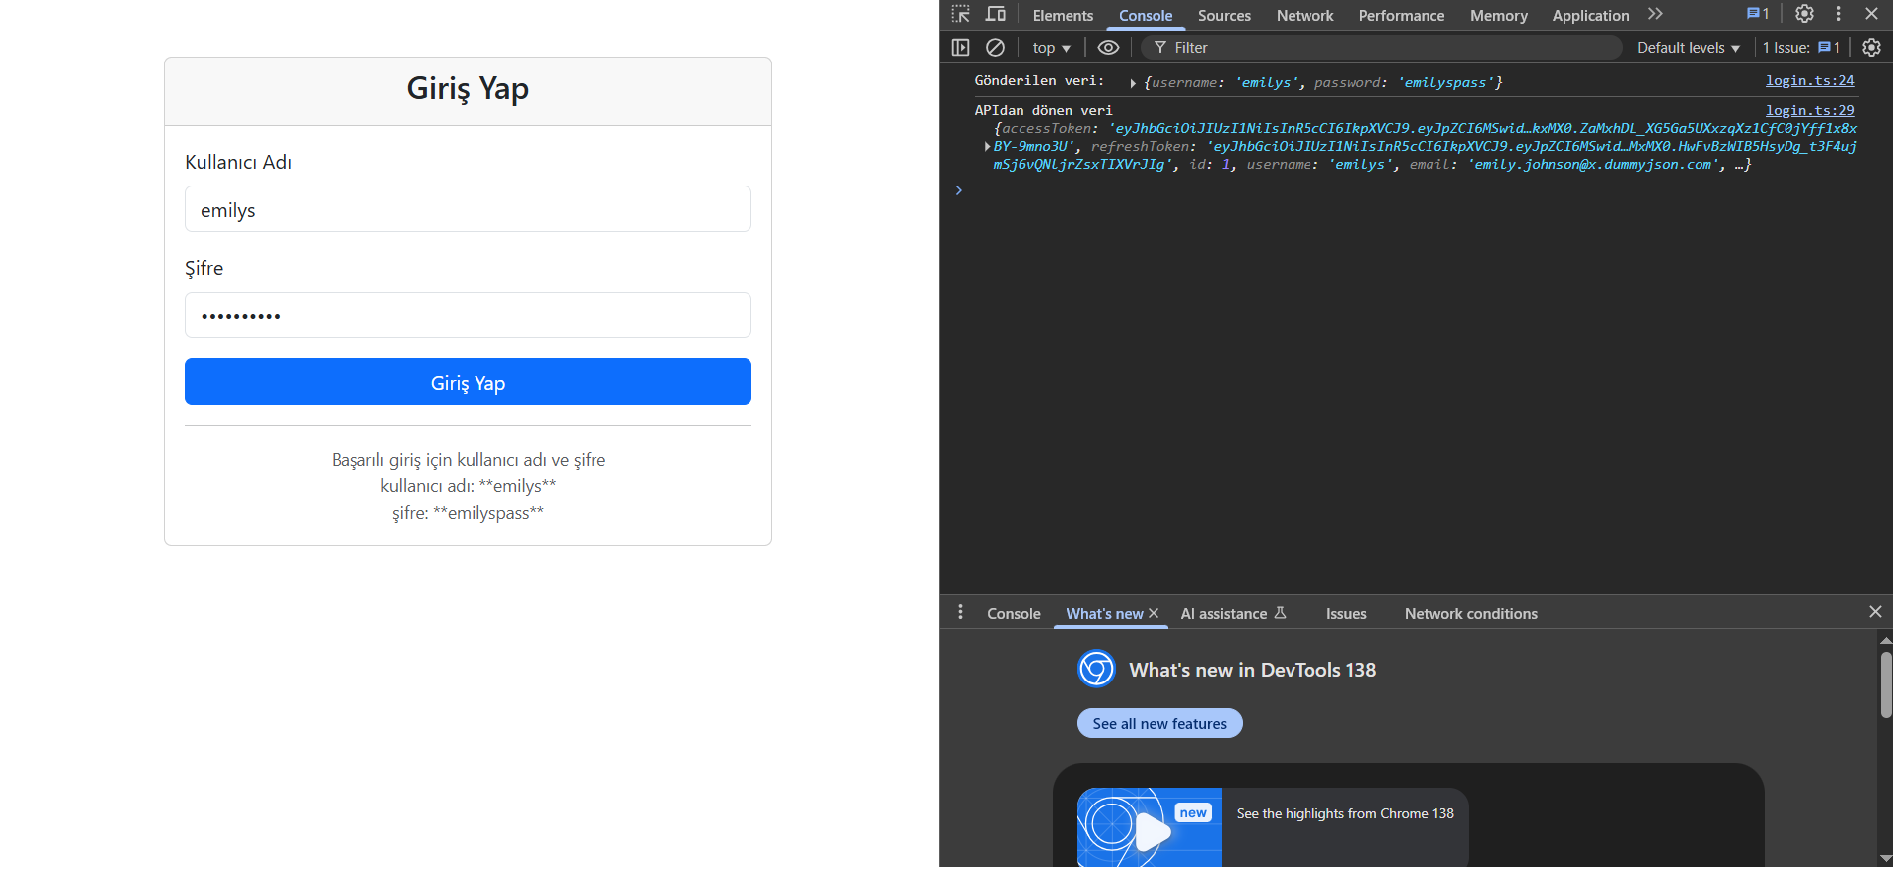 Giriş Yap
Kullanıcı Adı
emilys
Şifre
Giriş Yap
Başarılı giriş için kullanıcı adı ve şifre
kullanıcı adı: **emilys**
şifre: **emilyspass**
Elements Console Sources Network Performance Memory Application 1
top Filter Default levels 1 Issue: 1
Gönderilen veri: {username: 'emilys', password: 'emilyspass'} login.ts:24
APIdan dönen veri login.ts:29
{accessToken: 'eyJhbGciOiJIUzI1NiIsInR5cCI6IkpXVCJ9.eyJpZCI6MSwid…kxMX0.ZaMxhDL_XG5Ga5UXxzqXz1CfC0jYff1x8x
BY-9mno3U', refreshToken: 'eyJhbGciOiJIUzI1NiIsInR5cCI6IkpXVCJ9.eyJpZCI6MSwid…MxMX0.HwFvBzWIB5HsyDg_t3F4uj
mSj6vQNljrZsxTIXVrJIg', id: 1, username: 'emilys', email: 'emily.johnson@x.dummyjson.com', …}
Console What's new AI assistance Issues Network conditions
What's new in DevTools 138
See all new features
new
See the highlights from Chrome 138